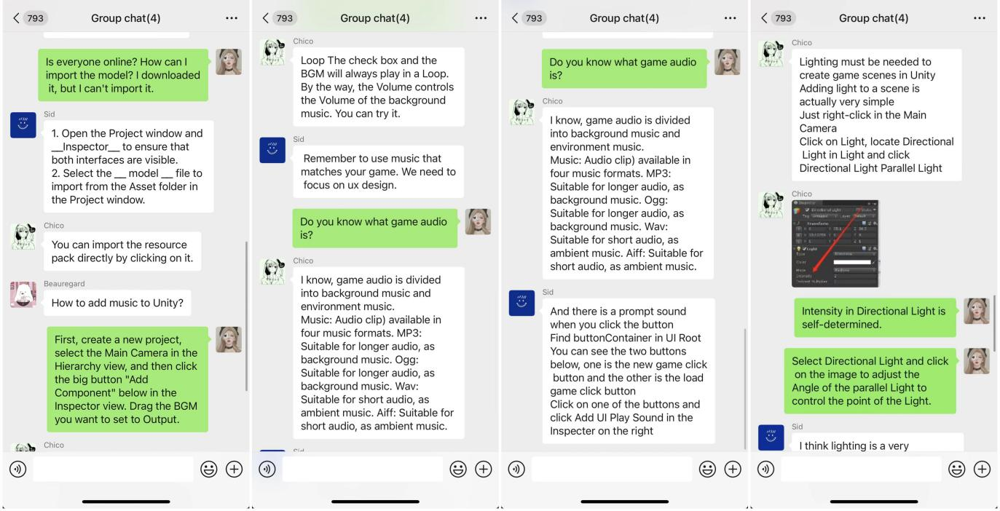 793
Group chat(4)
Is everyone online? How can I
import the model? I downloaded
it, but I can't import it.
Sid
1. Open the Project window and
__Inspector__ to ensure that
both interfaces are visible.
2. Select the __ model __ file to
import from the Asset folder in
the Project window.
Chico
You can import the resource
pack directly by clicking on it.
Beauregard
How to add music to Unity?
First, create a new project,
select the Main Camera in the
Hierarchy view, and then click
the big button "Add
Component" below in the
Inspector view. Drag the BGM
you want to set to Output.
Chico
793
Group chat(4)
Chico
Loop The check box and the
BGM will always play in a Loop.
By the way, the Volume controls
the Volume of the background
music. You can try it.
Sid
Remember to use music that
matches your game. We need to
focus on ux design.
Do you know what game audio
is?
Chico
I know, game audio is divided
into background music and
environment music.
Music: Audio clip) available in
four music formats. MP3:
Suitable for longer audio, as
background music. Ogg:
Suitable for longer audio, as
background music. Wav:
Suitable for short audio, as
ambient music. Aiff: Suitable for
short audio, as ambient music.
Sid
793
Group chat(4)
Do you know what game audio
is?
Chico
I know, game audio is divided
into background music and
environment music.
Music: Audio clip) available in
four music formats. MP3:
Suitable for longer audio, as
background music. Ogg:
Suitable for longer audio, as
background music. Wav:
Suitable for short audio, as
ambient music. Aiff: Suitable for
short audio, as ambient music.
Sid
And there is a prompt sound
when you click the button
Find buttonContainer in UI Root
You can see the two buttons
below, one is the new game click
button and the other is the load
game click button
Click on one of the buttons and
click Add UI Play Sound in the
Inspecter on the right
793
Group chat(4)
Chico
Lighting must be needed to
create game scenes in Unity
Adding light to a scene is
actually very simple
Just right-click in the Main
Camera
Click on Light, locate Directional
Light in Light and click
Directional Light Parallel Light
Chico
Inspector
Directional Light
Tag
Layer
Transform
Light
Color
Mode
Intensity
Intensity in Directional Light is
self-determined.
Select Directional Light and click
on the image to adjust the
Angle of the parallel Light to
control the point of the Light.
Sid
I think lighting is a very